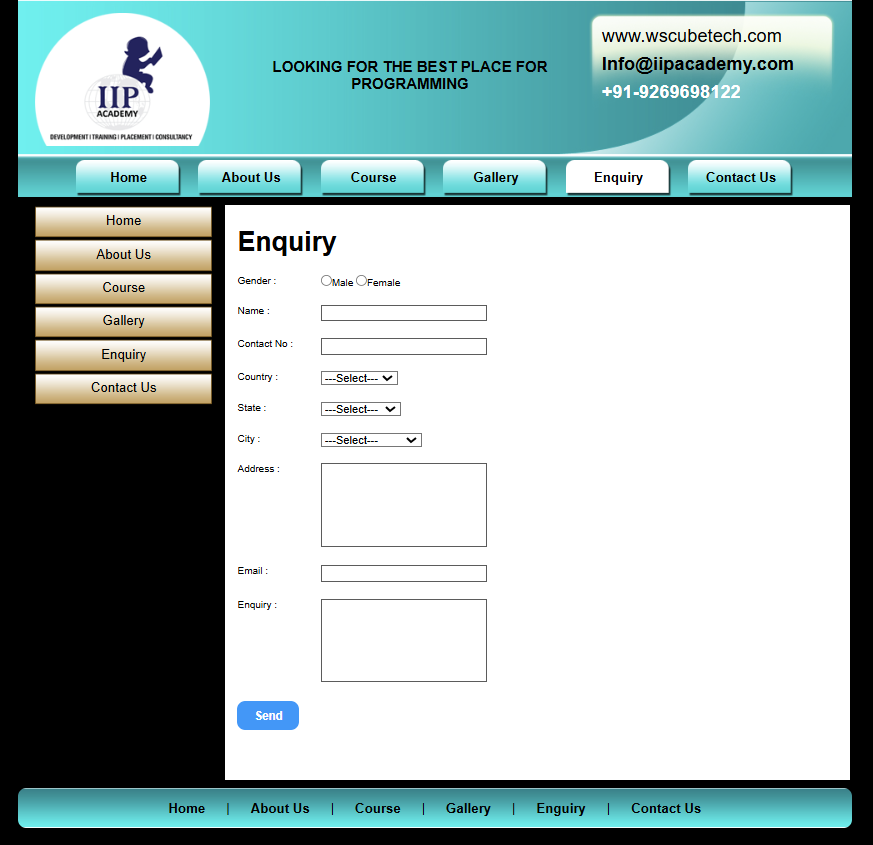 IIP
ACADEMY
DEVELOPMENT I TRAINING I PLACEMENT I CONSULTANCY
LOOKING FOR THE BEST PLACE FOR
PROGRAMMING
www.wscubetech.com
Info@iipacademy.com
+91-9269698122
Home About Us Course Gallery Enquiry Contact Us
Home
About Us
Course
Gallery
Enquiry
Contact Us
Enquiry
Gender : Male Female
Name :
Contact No :
Country : ---Select---
State : ---Select---
City : ---Select---
Address :
Email :
Enquiry :
Send
Home | About Us | Course | Gallery | Enguiry | Contact Us